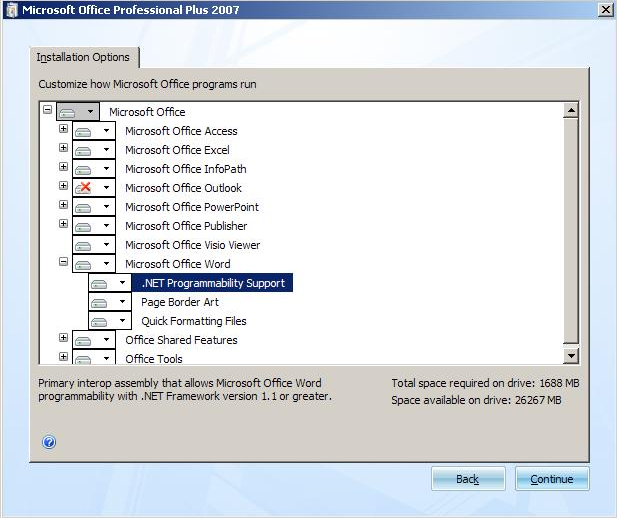 Microsoft Office Professional Plus 2007
Installation Options
Customize how Microsoft Office programs run
Microsoft Office
Microsoft Office Access
Microsoft Office Excel
Microsoft Office InfoPath
Microsoft Office Outlook
Microsoft Office PowerPoint
Microsoft Office Publisher
Microsoft Office Visio Viewer
Microsoft Office Word
.NET Programmability Support
Page Border Art
Quick Formatting Files
Office Shared Features
Office Tools
Primary interop assembly that allows Microsoft Office Word
programmability with .NET Framework version 1.1 or greater.
Total space required on drive: 1688 MB
Space available on drive: 26267 MB
Back
Continue